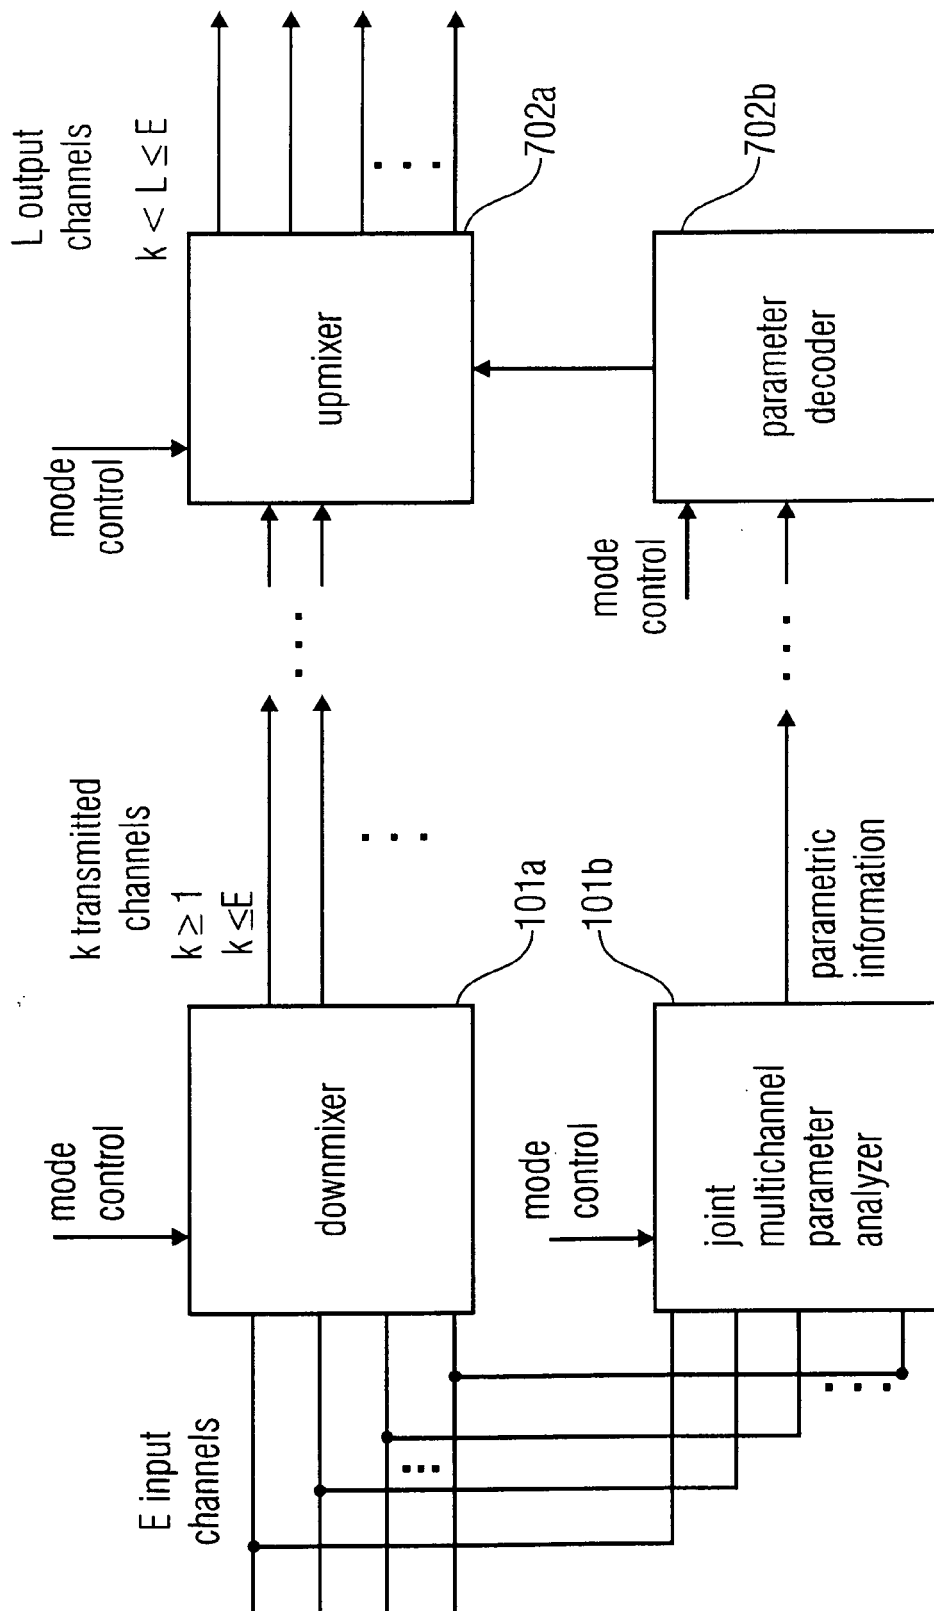 E input
channels
mode
control
downmixer
k transmitted
channels
k ≥ 1
k ≤E
101a
mode
control
upmixer
L output
channels
k < L ≤ E
702a
mode
control
joint
multichannel
parameter
analyzer
101b
parametric
information
mode
control
parameter
decoder
702b